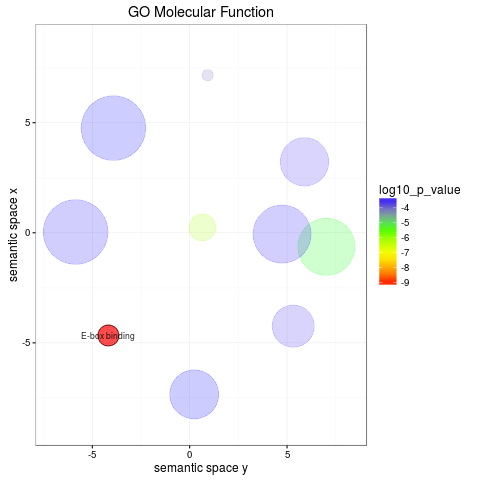 GO Molecular Function
log10_p_value
-4
-5
-6
-7
-8
-9
semantic space x
5
0
-5
E-box binding
-5
0
5
semantic space y